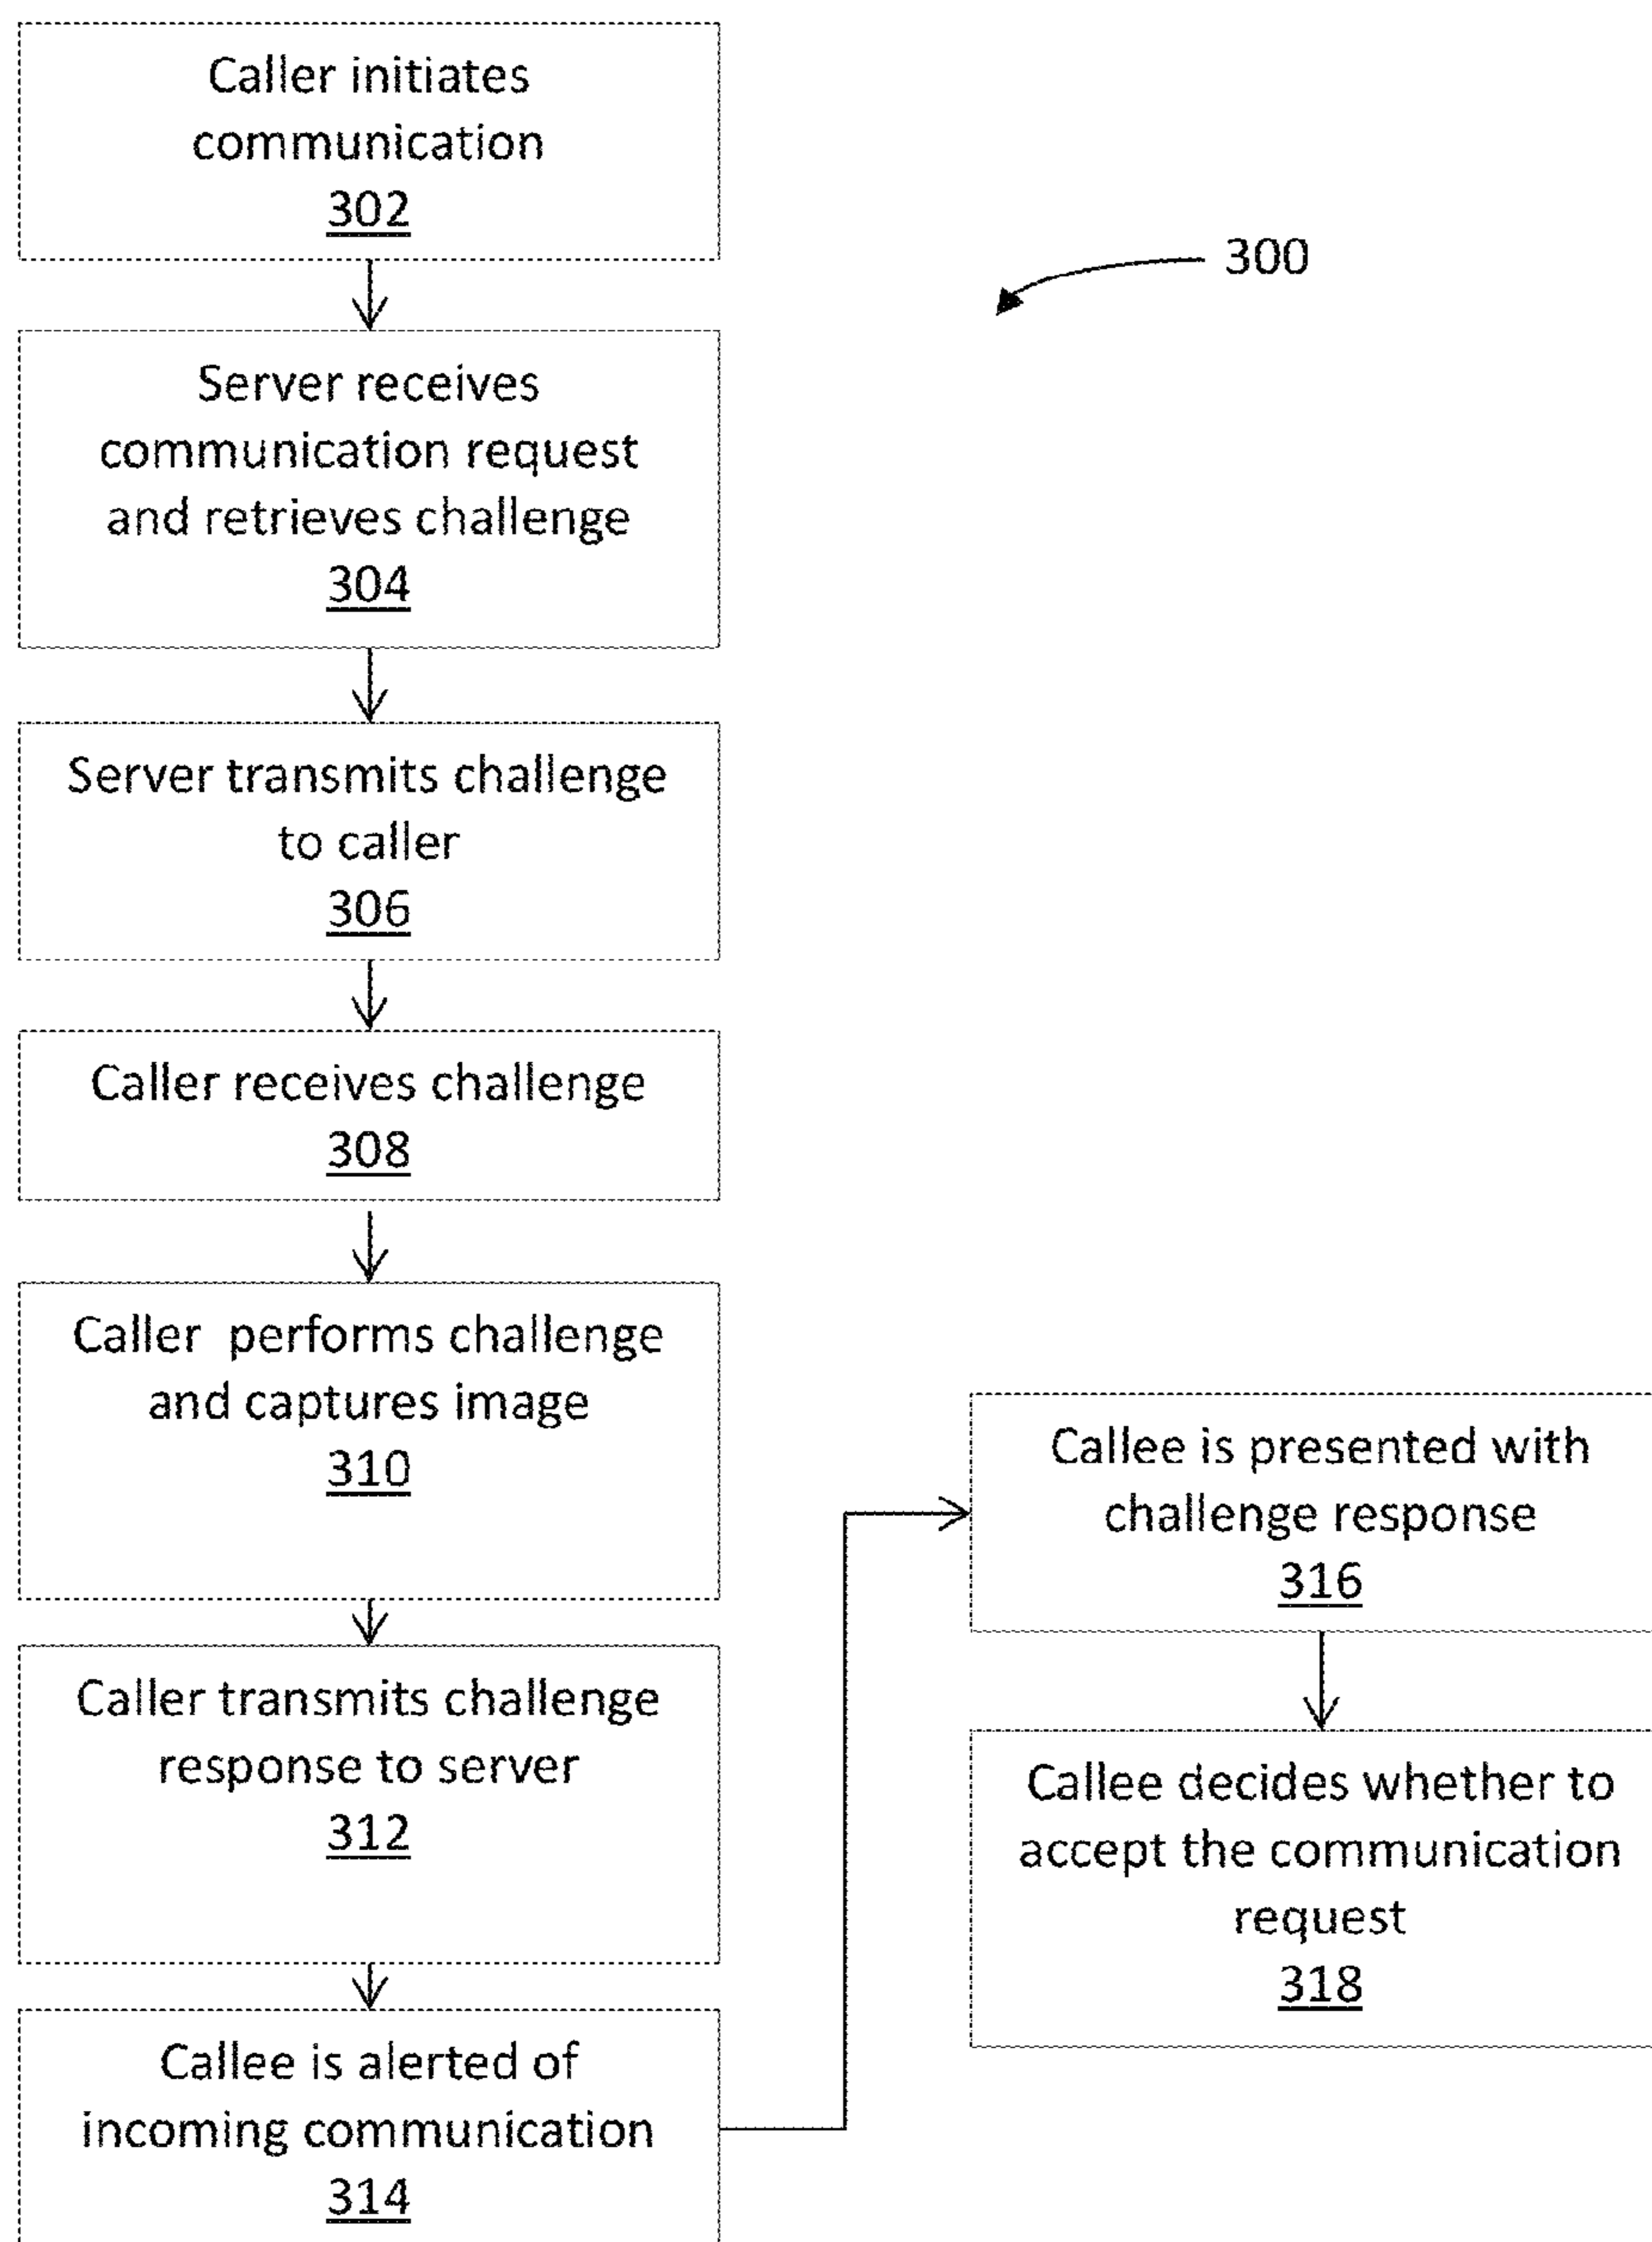 Caller initiates
communication
302
300
Server receives
communication request
and retrieves challenge
304
Server transmits challenge
to caller
306
Caller receives challenge
308
Caller performs challenge
and captures image
310
Caller transmits challenge
response to server
312
Callee is alerted of
incoming communication
314
Callee is presented with
challenge response
316
Callee decides whether to
accept the communication
request
318